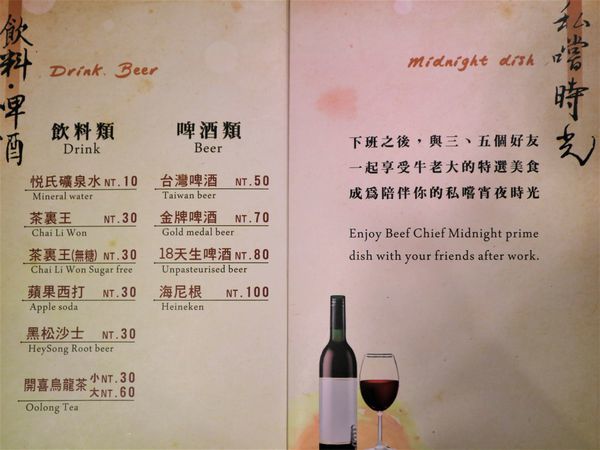 飲料·啤酒
Drink. Beer
飲料類
Drink
悅氏礦泉水 NT.10
Mineral water
茶裏王 NT.30
Chai Li Won
茶裏王(無糖) NT.30
Chai Li Won Sugar free
蘋果西打 NT.30
Apple soda
黑松沙士 NT.30
HeySong Root beer
開喜烏龍茶 小NT.30
大NT.60
Oolong Tea
啤酒類
Beer
台灣啤酒 NT.50
Taiwan beer
金牌啤酒 NT.70
Gold medal beer
18天生啤酒 NT.80
Unpasteurised beer
海尼根 NT.100
Heineken
私嚐時光
Midnight dish
下班之後，與三、五個好友
一起享受牛老大的特選美食
成為陪伴你的私嚐宵夜時光
Enjoy Beef Chief Midnight prime
dish with your friends after work.